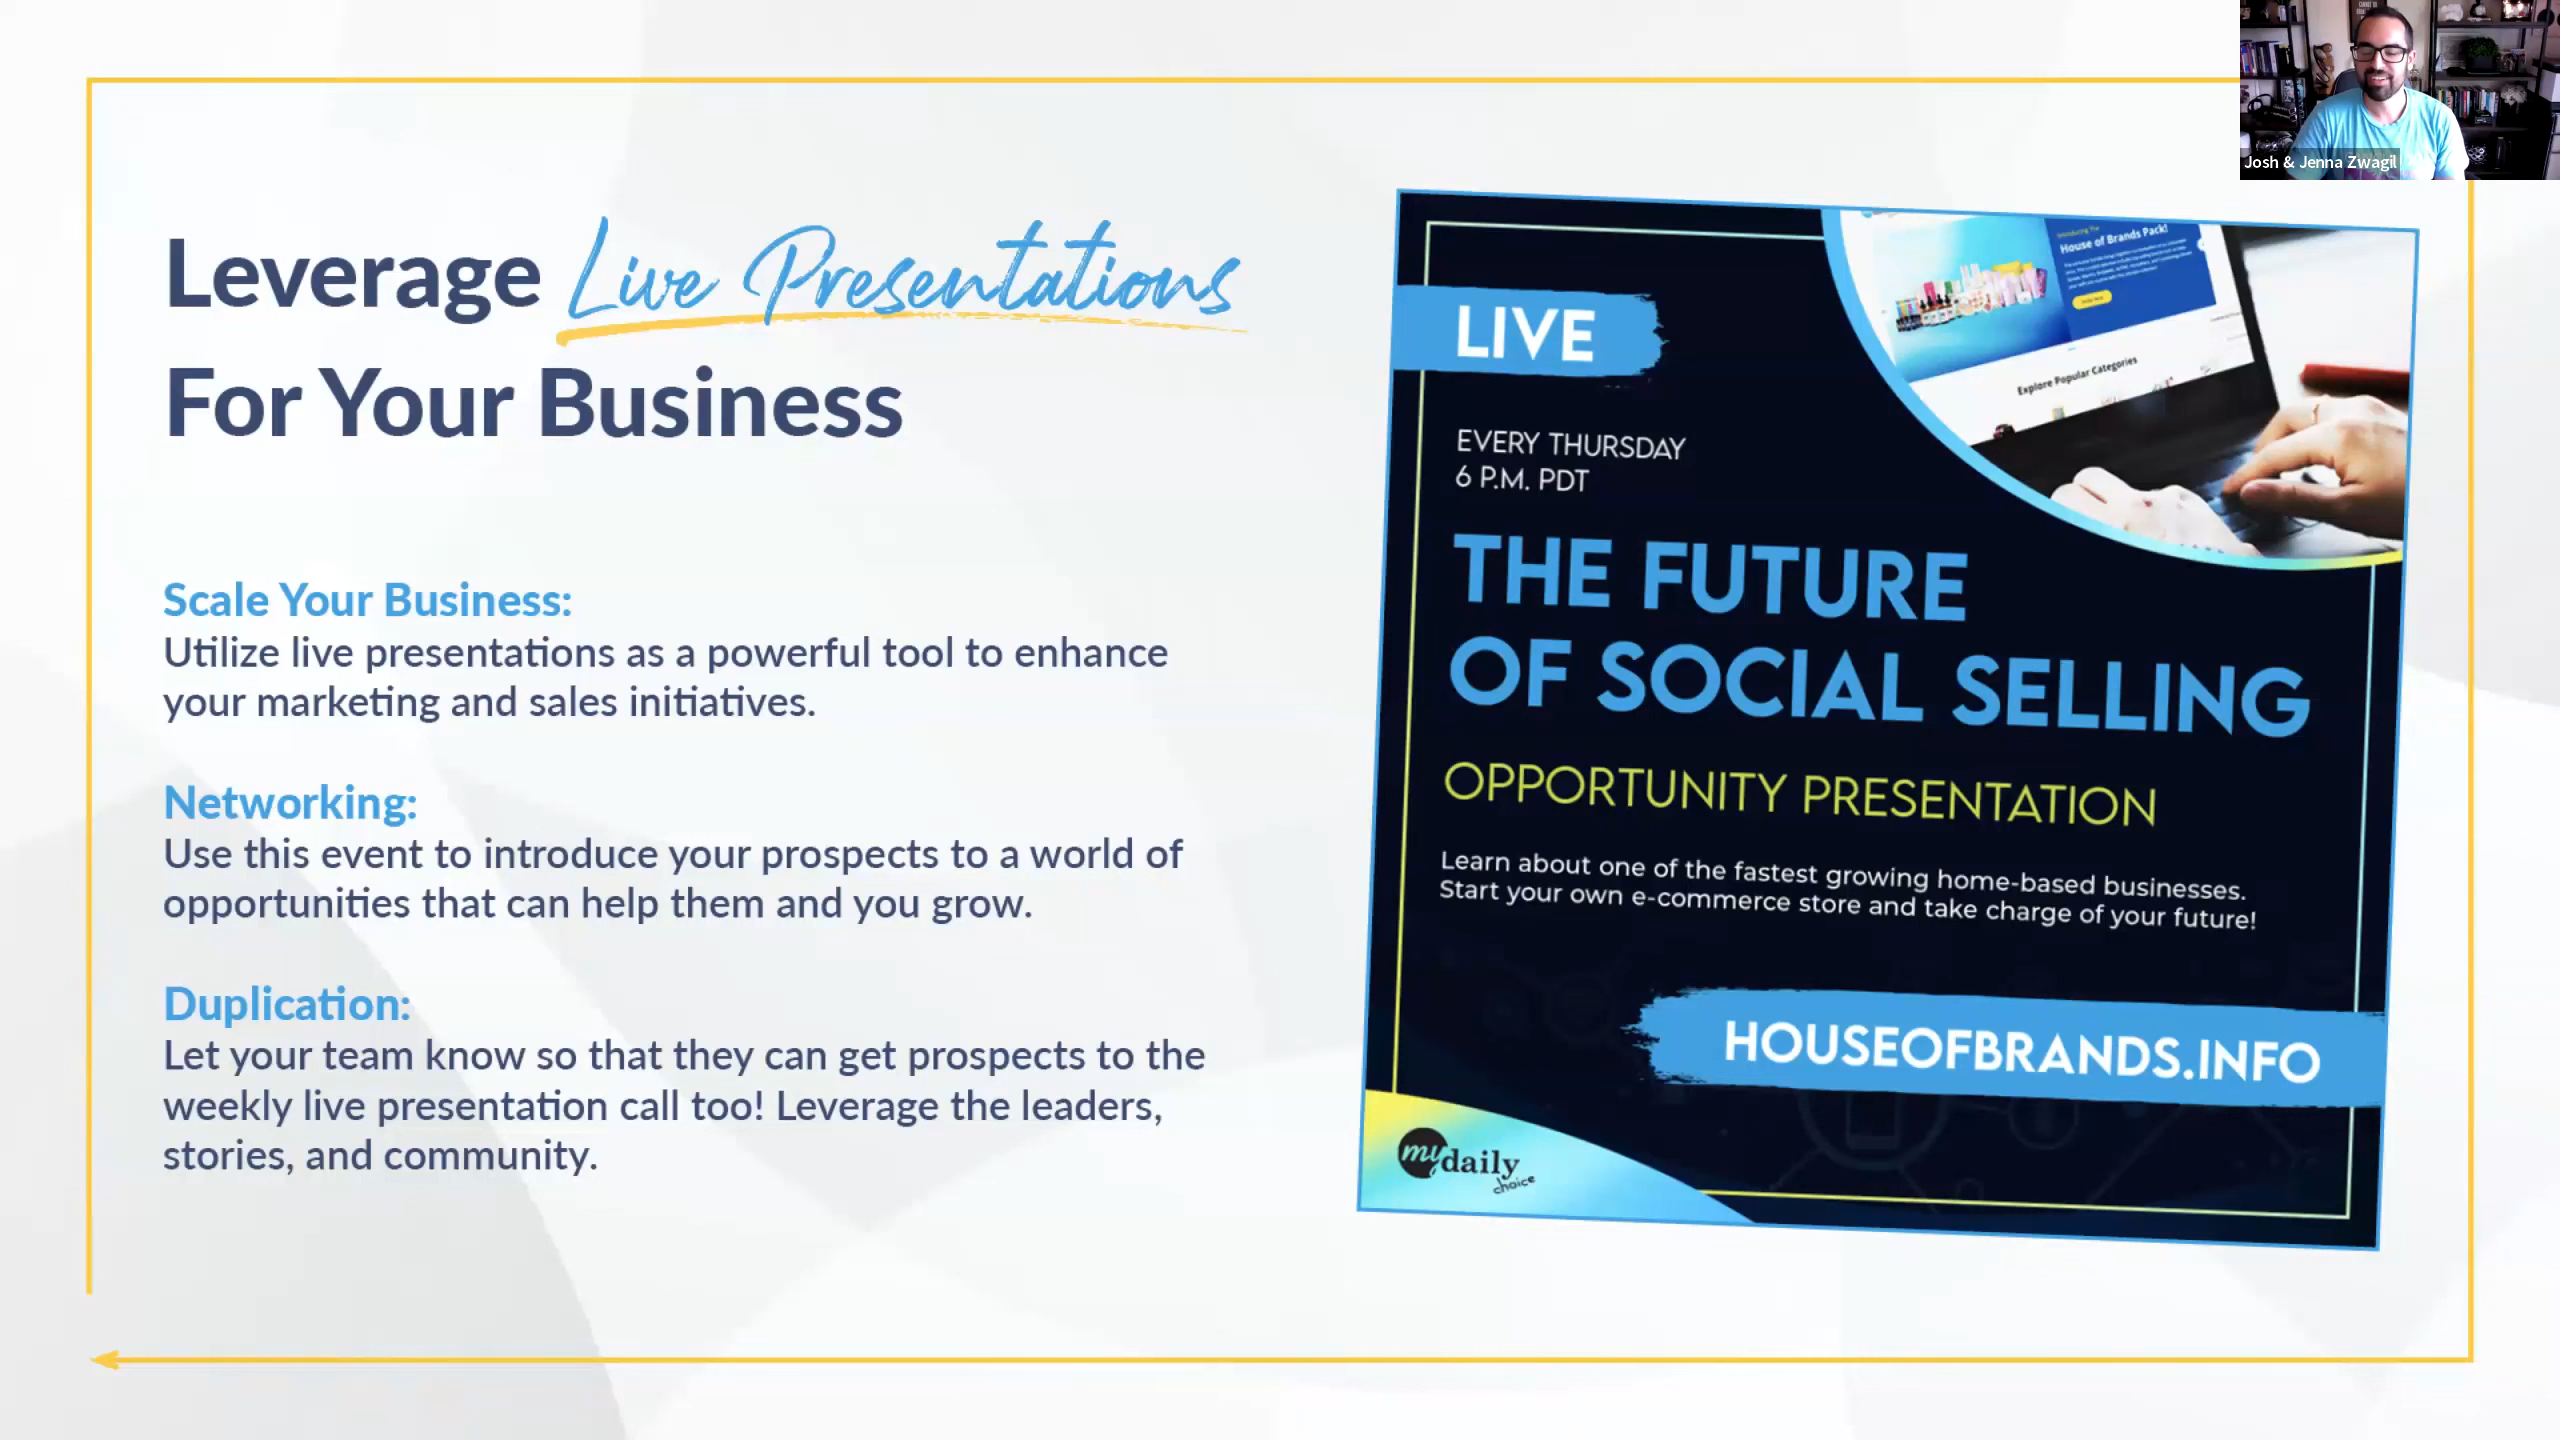 Josh & Jenna Zwagil
Leverage Live Presentations
For Your Business
Scale Your Business:
Utilize live presentations as a powerful tool to enhance
your marketing and sales initiatives.
Networking:
Use this event to introduce your prospects to a world of
opportunities that can help them and you grow.
Duplication:
Let your team know so that they can get prospects to the
weekly live presentation call too! Leverage the leaders,
stories, and community.
House of Brands Pack!
Explore Popular Categories
LIVE
EVERY THURSDAY
6 P.M. PDT
THE FUTURE
OF SOCIAL SELLING
OPPORTUNITY PRESENTATION
Learn about one of the fastest growing home-based businesses.
Start your own e-commerce store and take charge of your future!
HOUSEOFBRANDS.INFO
mydaily
choice